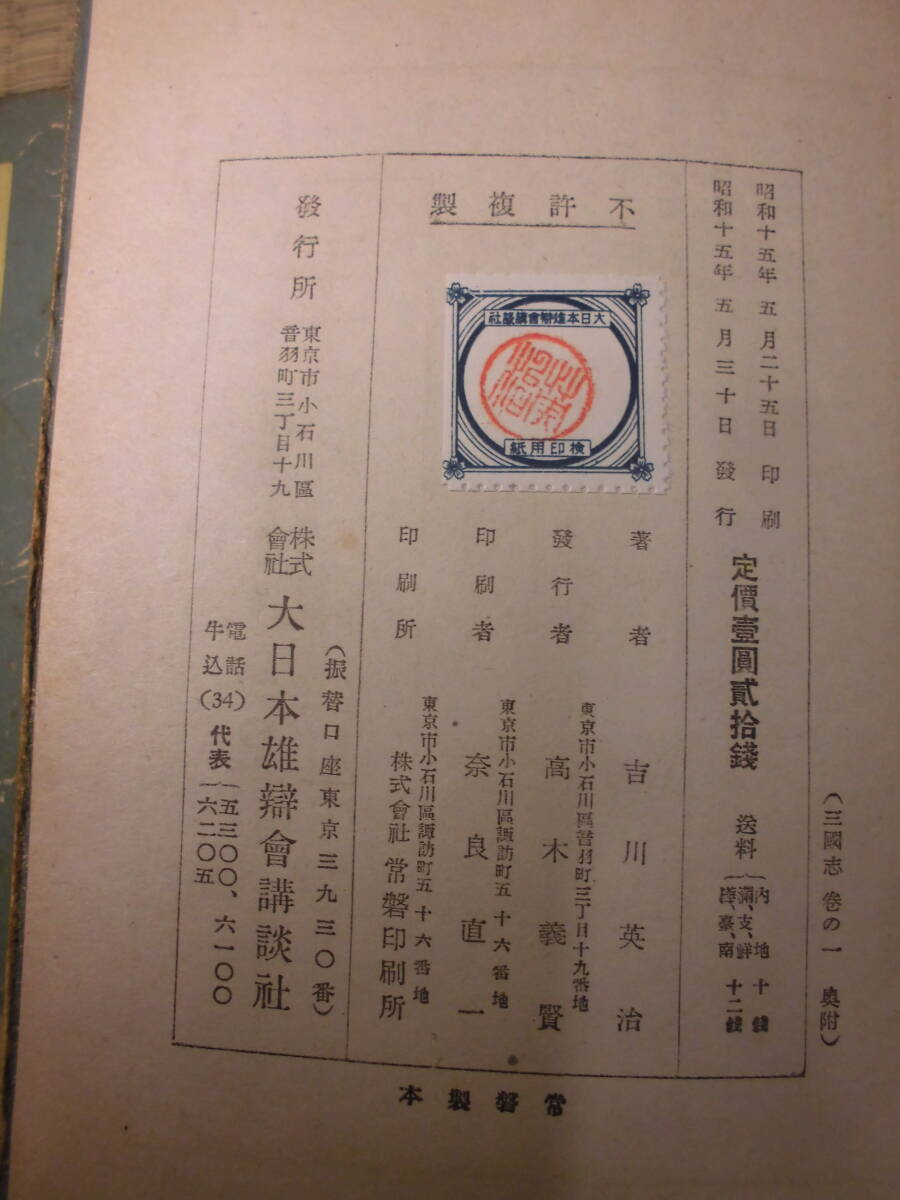 (三國志 卷の一 奧附)
昭和十五年 五月二十五日 印刷
昭和十五年 五月三十日 發行
定價壹圓貳拾錢
送料
內地 十錢
滿、支、鮮
臺、南 十二錢
不許複製
大日本雄辯會講談社
檢印用紙
著者 吉川英治
發行者
東京市小石川區音羽町三丁目十九番地
高木義賢
印刷者
東京市小石川區諏訪町五十六番地
奈良直一
印刷所
東京市小石川區諏訪町五十六番地
株式會社 常磐印刷所
發行所
東京市小石川區
音羽町三丁目十九
株式
會社
大日本雄辯會講談社
(振替口座東京三九三〇番)
電話
牛込
(34)代表
五三〇〇、六一〇〇
六二〇五
常磐製本